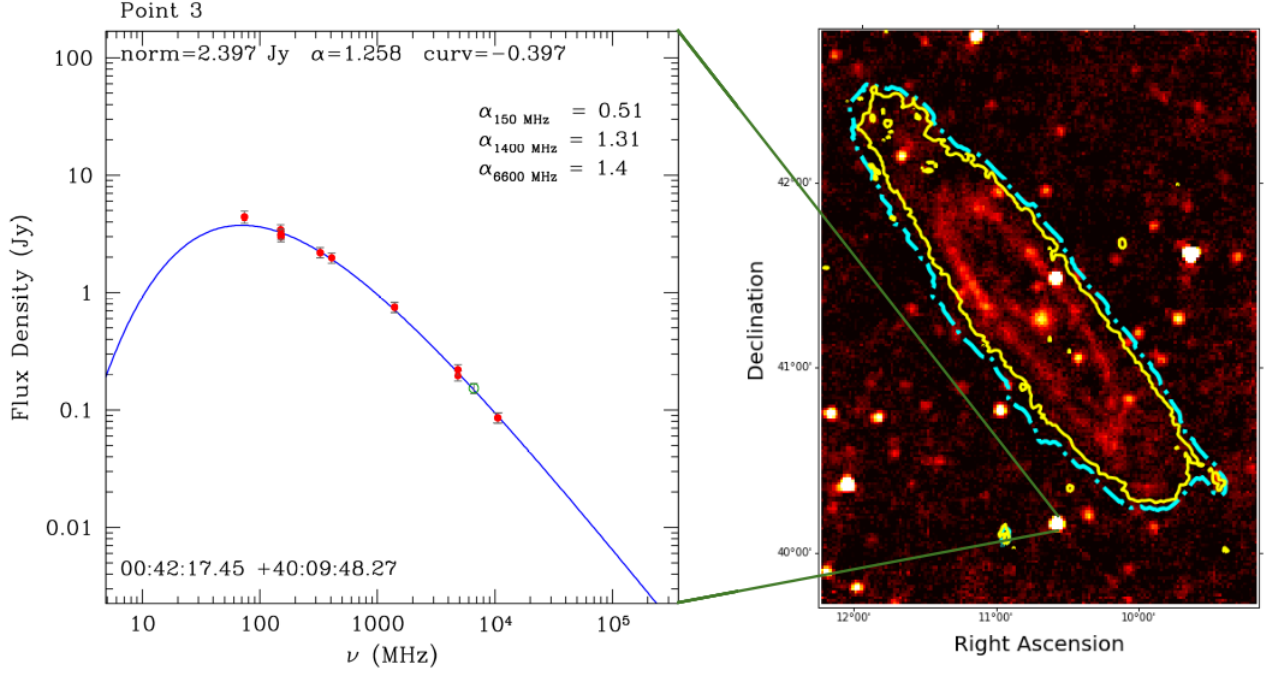 Point 3
norm=2.397 Jy α=1.258 curv=−0.397
α150 MHz = 0.51
α1400 MHz = 1.31
α6600 MHz = 1.4
100
10
1
0.1
0.01
Flux Density (Jy)
00:42:17.45 +40:09:48.27
10 100 1000 10⁴ 10⁵
ν (MHz)
42°00'
41°00'
40°00'
Declination
12°00' 11°00' 10°00'
Right Ascension